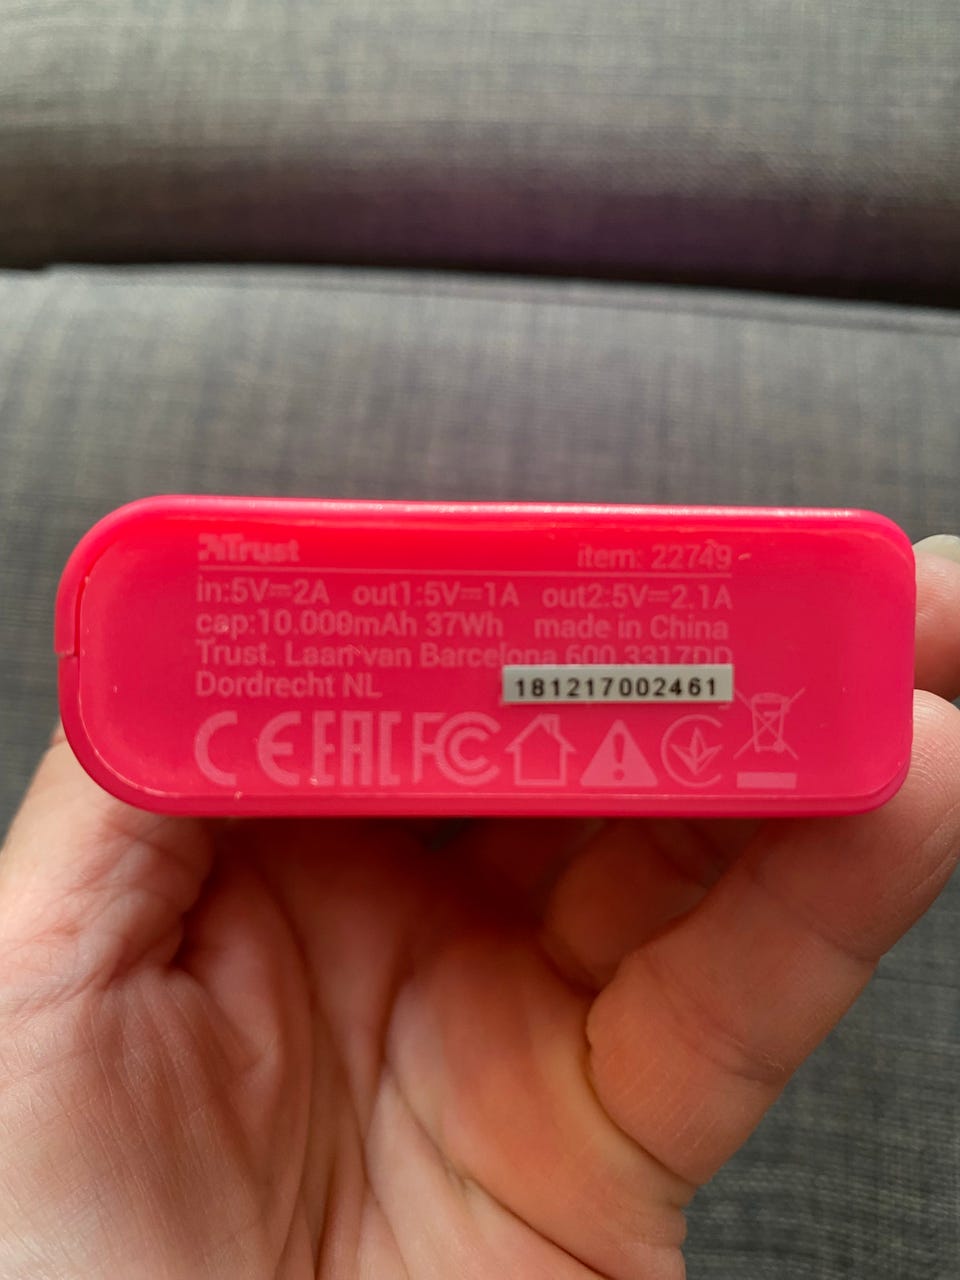 Trust item: 22749
in:5V⎓2A out1:5V⎓1A out2:5V⎓2.1A
cap:10.000mAh 37Wh made in China
Trust. Laan van Barcelona 600 3317DD
Dordrecht NL 181217002461
CE EAC FC